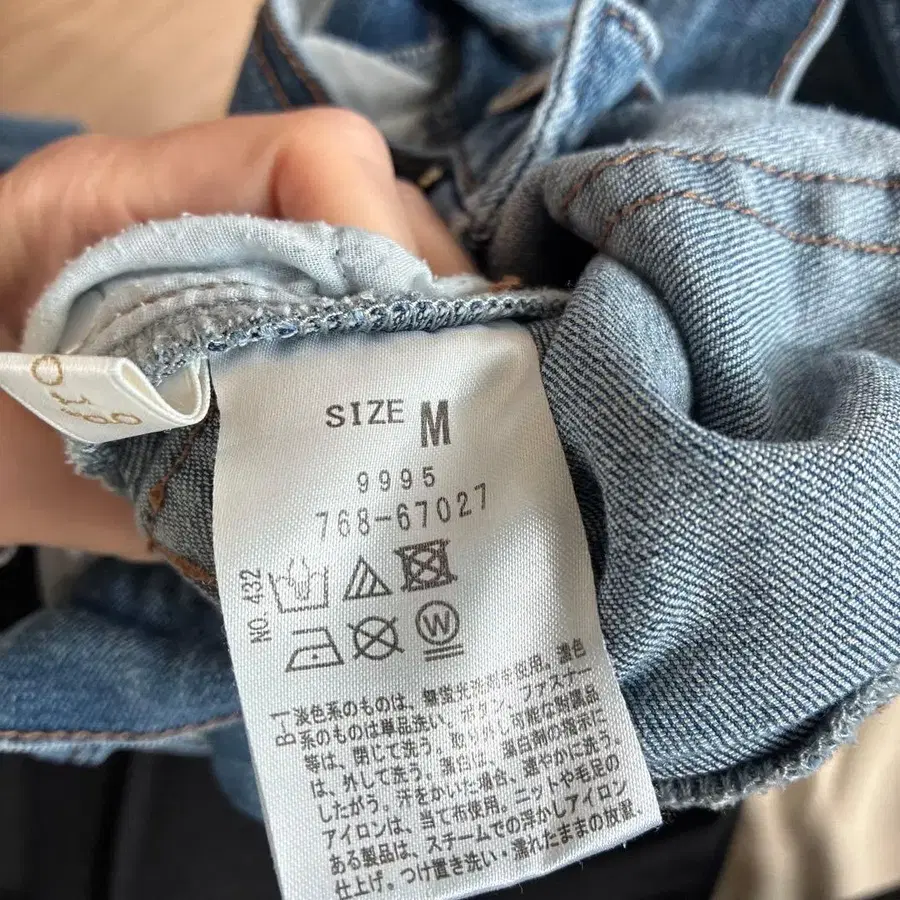 SIZE M
9995
768-67027
NO. 432
W
B-1
淡色系のものは、無蛍光洗剤を使用。濃色
系のものは単品洗い。ボタン、ファスナー
等は、閉じて洗う。取り外し可能な附属品
は、外して洗う。漂白は、漂白剤の指示に
したがう。汗をかいた場合、速やかに洗う。
アイロンは、当て布使用。ニットや毛足の
ある製品は、スチームでの浮かしアイロン
仕上げ。つけ置き洗い・濡れたままの放置、